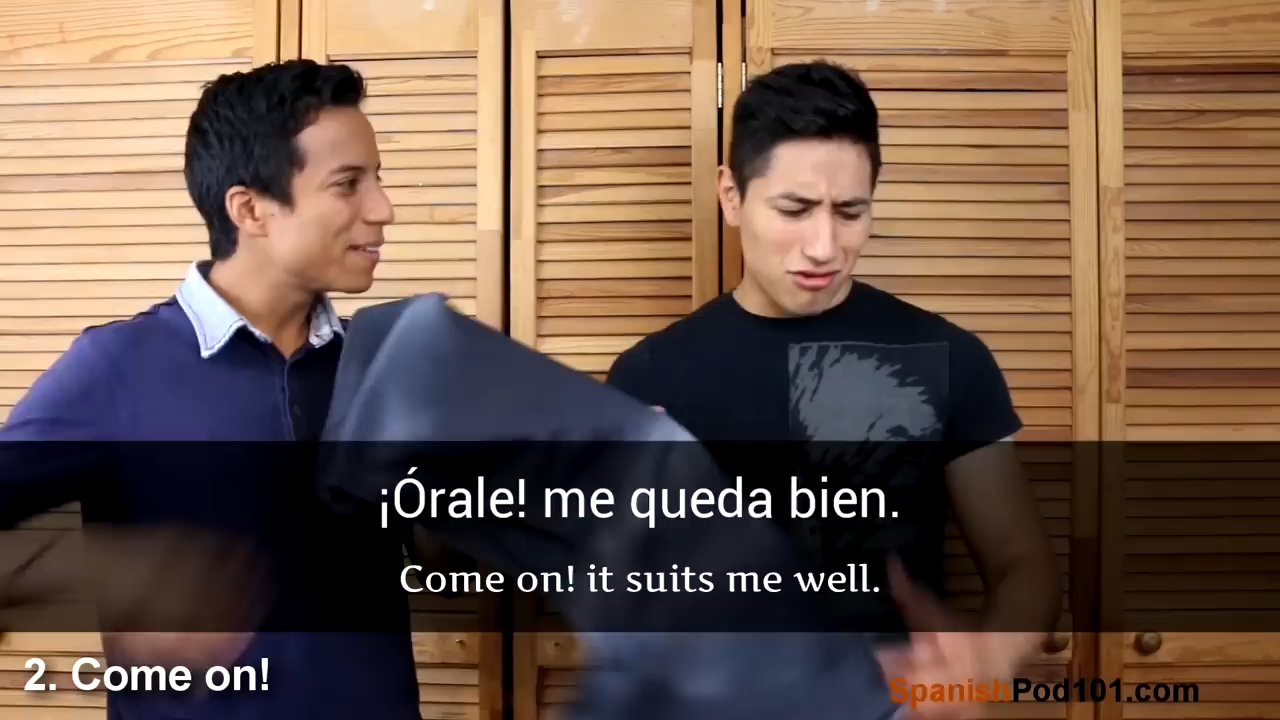 ¡Órale! me queda bien.
Come on! it suits me well.
2. Come on!
SpanishPod101.com